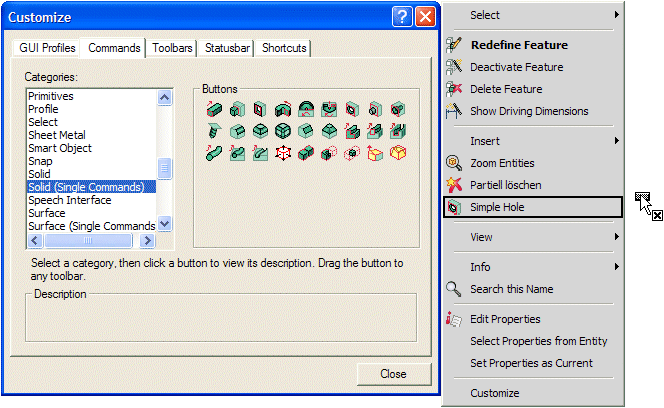 Customize
GUI Profiles
Commands
Toolbars
Statusbar
Shortcuts
Categories:
Primitives
Profile
Select
Sheet Metal
Smart Object
Snap
Solid
Solid (Single Commands)
Speech Interface
Surface
Surface (Single Commands
Buttons
Select a category, then click a button to view its description. Drag the button to
any toolbar.
Description
Close
Select
Redefine Feature
Deactivate Feature
Delete Feature
Show Driving Dimensions
Insert
Zoom Entities
Partiell löschen
Simple Hole
View
Info
Search this Name
Edit Properties
Select Properties from Entity
Set Properties as Current
Customize